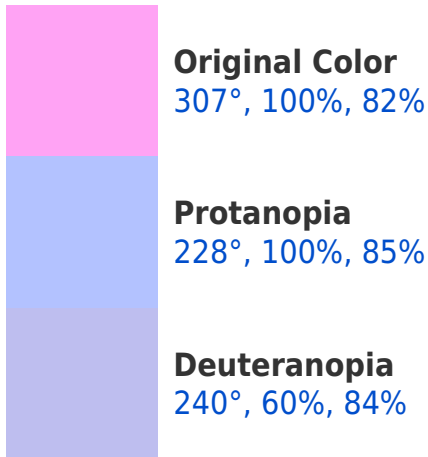 Original Color
307°, 100%, 82%
Protanopia
228°, 100%, 85%
Deuteranopia
240°, 60%, 84%